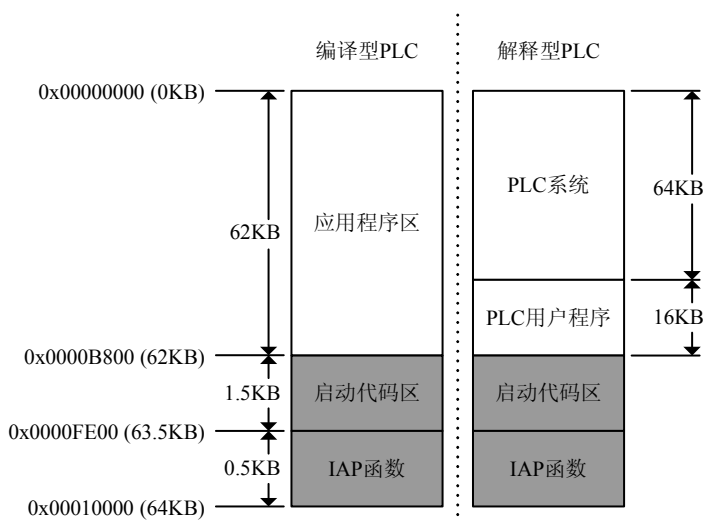 编译型PLC
解释型PLC
0x00000000 (0KB)
PLC系统
64KB
应用程序区
62KB
PLC用户程序
16KB
0x0000B800 (62KB)
1.5KB
启动代码区
启动代码区
0x0000FE00 (63.5KB)
0.5KB
IAP函数
IAP函数
0x00010000 (64KB)